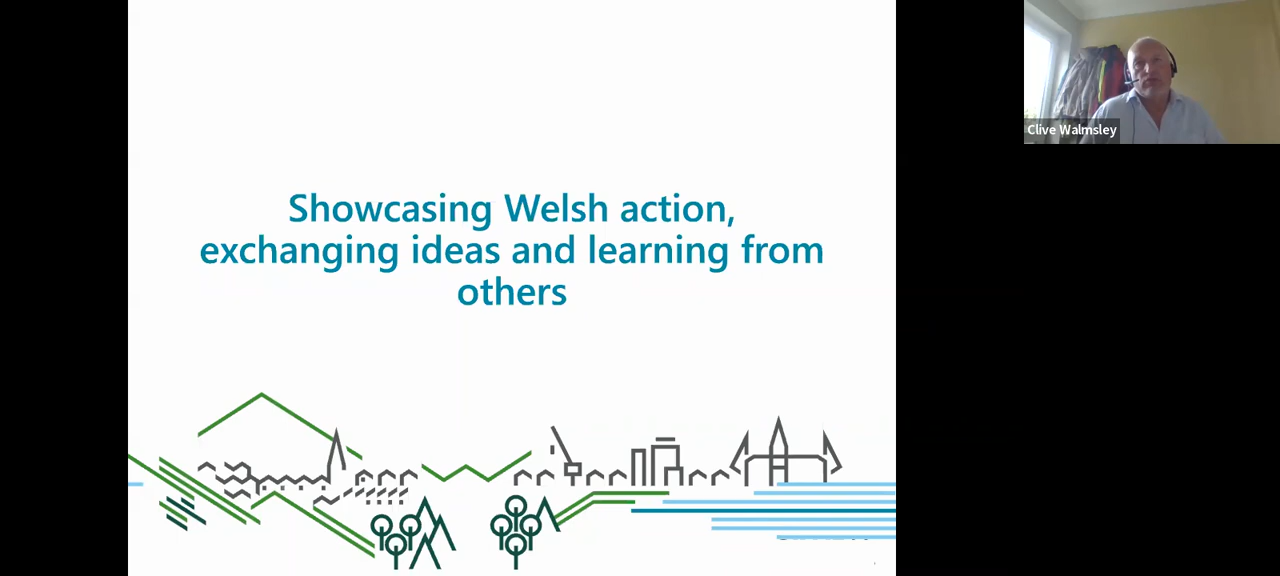 Showcasing Welsh action,
exchanging ideas and learning from
others
Clive Walmsley